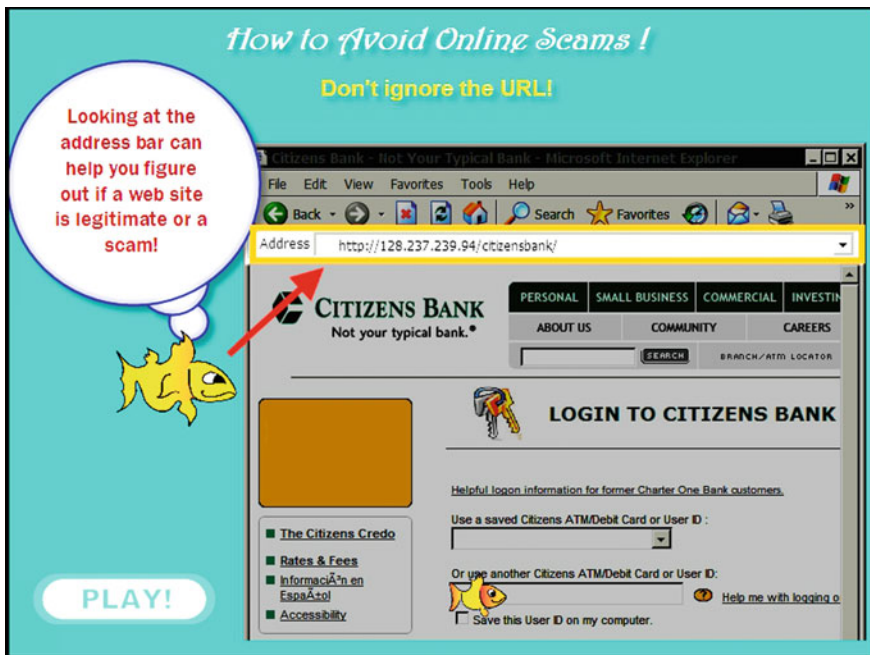 How to Avoid Online Scams !
Don't ignore the URL!
Looking at the
address bar can
help you figure
out if a web site
is legitimate or a
scam!
Citizens Bank - Not Your Typical Bank - Microsoft Internet Explorer
File Edit View Favorites Tools Help
Back Search Favorites »
Address http://128.237.239.94/citizensbank/
CITIZENS BANK
Not your typical bank.®
PERSONAL SMALL BUSINESS COMMERCIAL INVESTIN
ABOUT US COMMUNITY CAREERS
SEARCH BRANCH/ATM LOCATOR
LOGIN TO CITIZENS BANK
Helpful logon information for former Charter One Bank customers.
Use a saved Citizens ATM/Debit Card or User ID :
The Citizens Credo
Rates & Fees
InformaciÃ³n en
EspaÃ±ol
Accessibility
Or use another Citizens ATM/Debit Card or User ID:
Help me with logging o
Save this User ID on my computer.
PLAY!